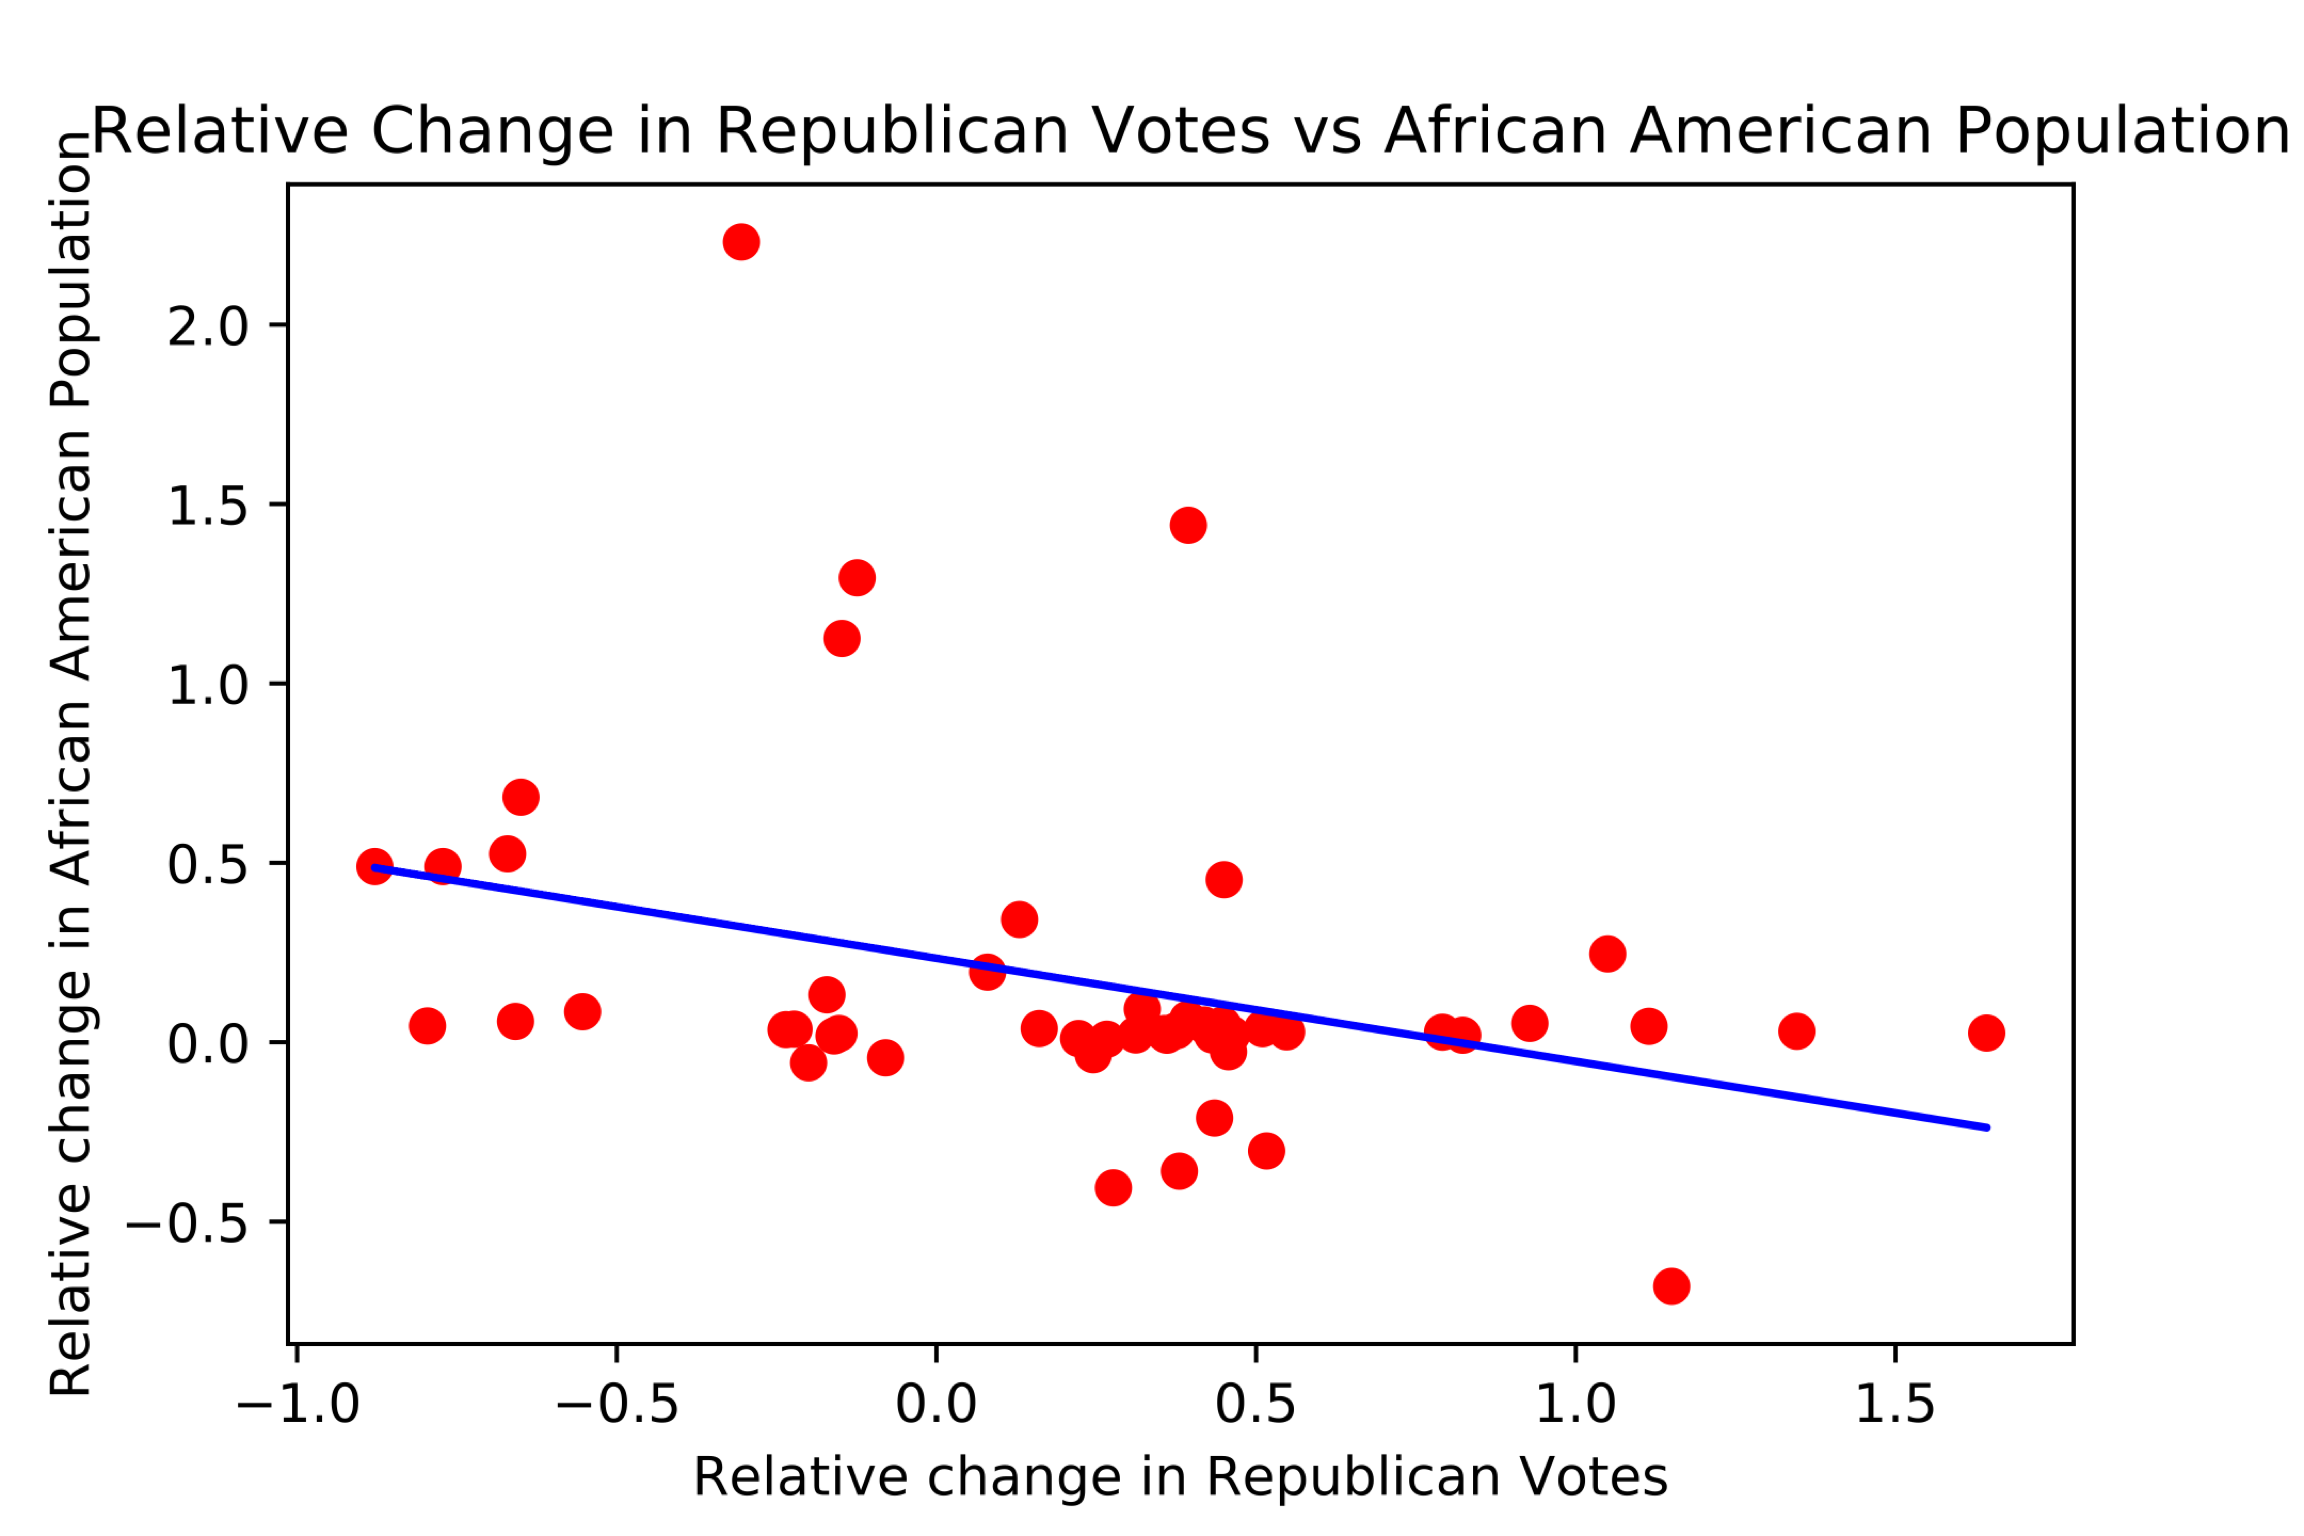 Relative Change in Republican Votes vs African American Population
Relative change in African American Population
2.0
1.5
1.0
0.5
0.0
−0.5
−1.0 −0.5 0.0 0.5 1.0 1.5
Relative change in Republican Votes